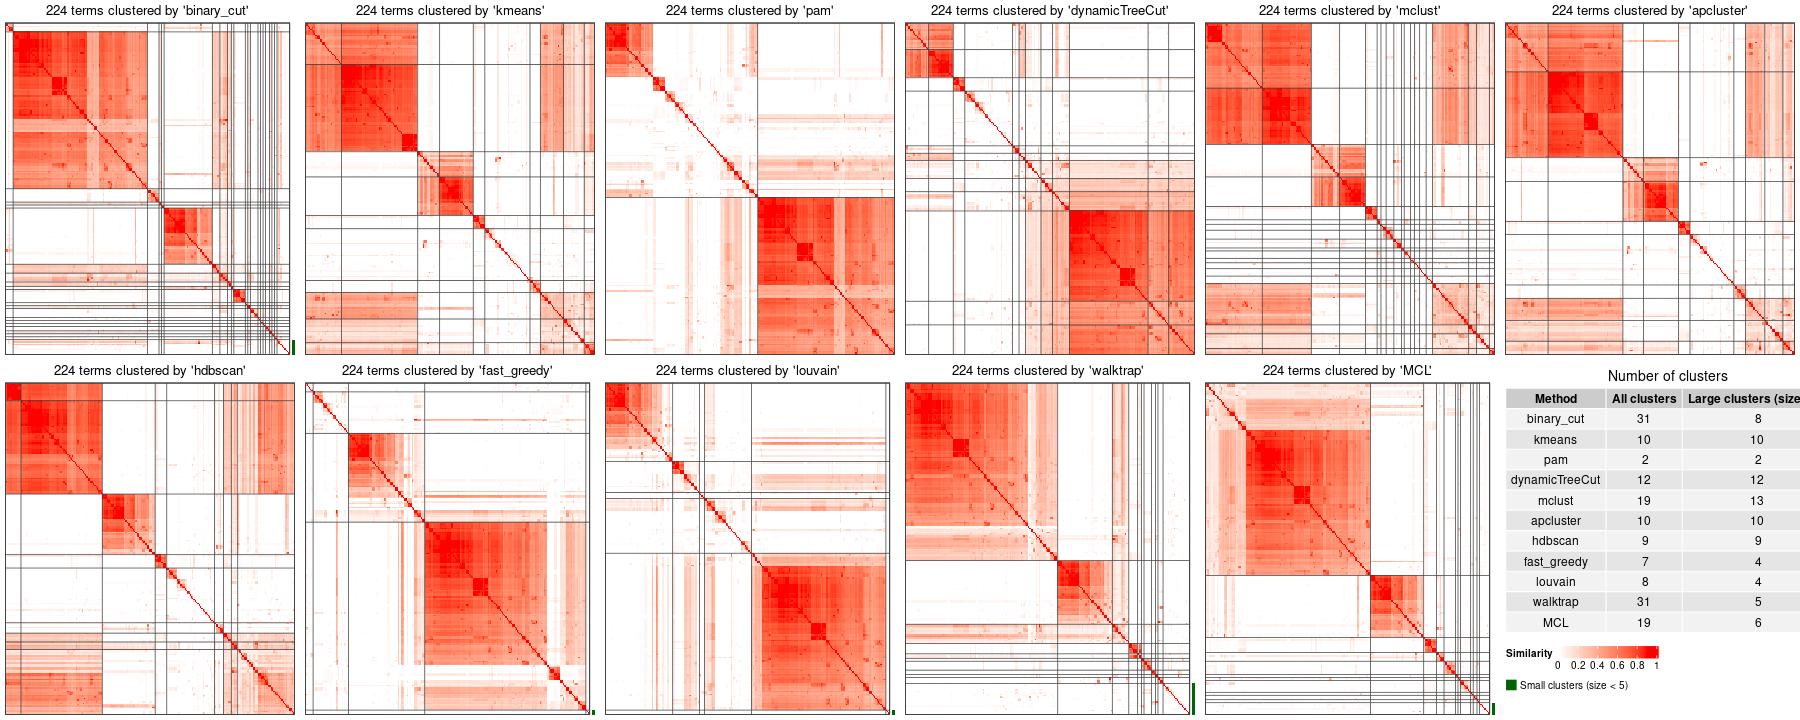 224 terms clustered by 'binary_cut'
224 terms clustered by 'kmeans'
224 terms clustered by 'pam'
224 terms clustered by 'dynamicTreeCut'
224 terms clustered by 'mclust'
224 terms clustered by 'apcluster'
224 terms clustered by 'hdbscan'
224 terms clustered by 'fast_greedy'
224 terms clustered by 'louvain'
224 terms clustered by 'walktrap'
224 terms clustered by 'MCL'
Number of clusters
Method All clusters Large clusters (size
binary_cut 31 8
kmeans 10 10
pam 2 2
dynamicTreeCut 12 12
mclust 19 13
apcluster 10 10
hdbscan 9 9
fast_greedy 7 4
louvain 8 4
walktrap 31 5
MCL 19 6
Similarity
0 0.2 0.4 0.6 0.8 1
Small clusters (size < 5)